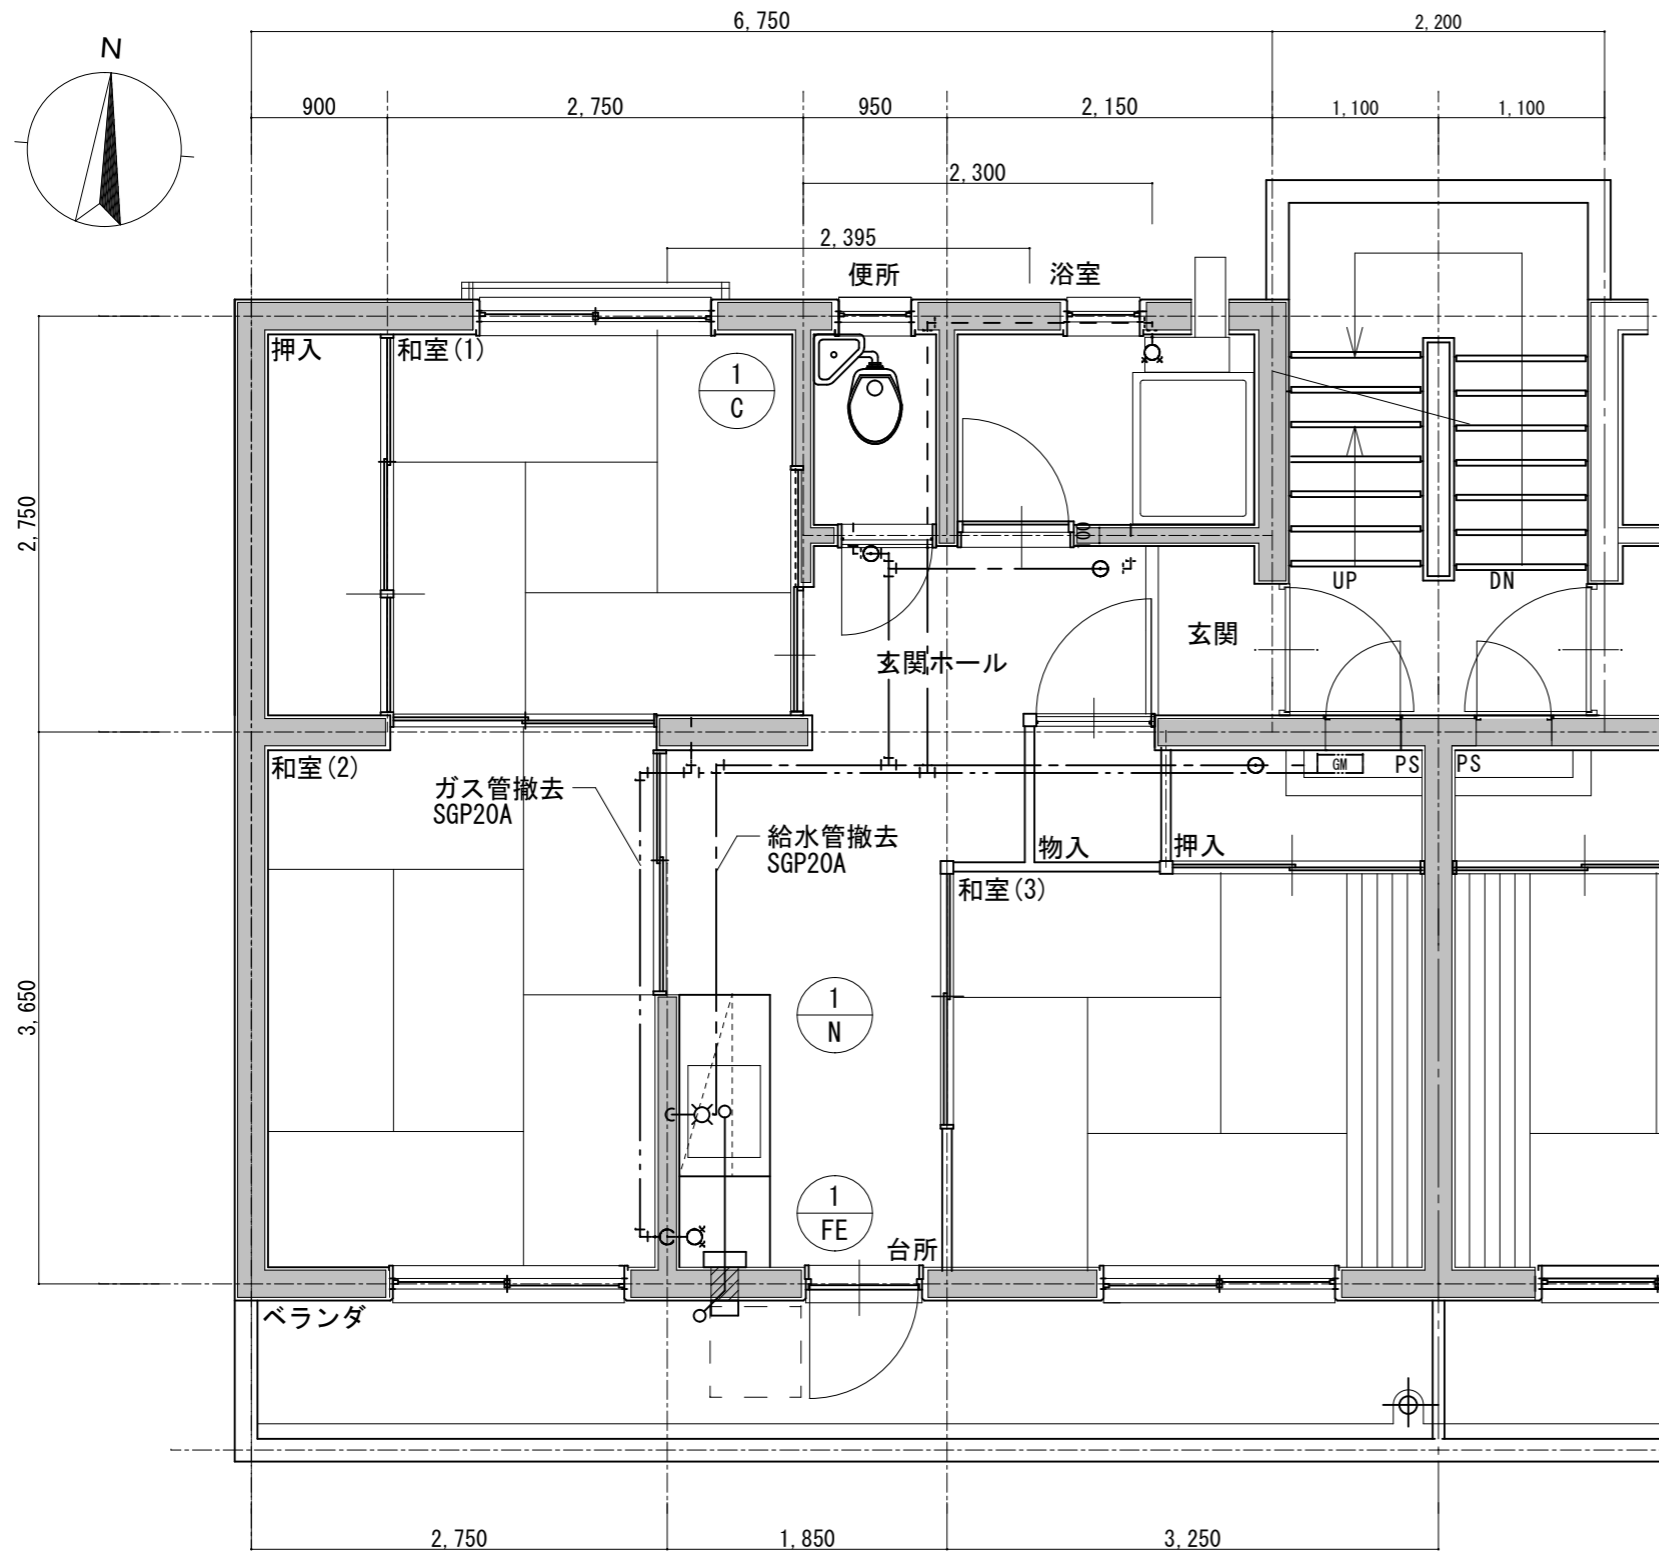 6,750
2,200
N
900
2,750
950
2,150
1,100
1,100
2,300
2,395
便所
浴室
押入
和室(1)
1
C
2,750
100
UP
DN
玄関
玄関ホール
和室(2)
GM
PS
PS
ガス管撤去
SGP20A
給水管撤去
SGP20A
物入
押入
和室(3)
3,650
1
N
1
FE
台所
ベランダ
2,750
1,850
3,250